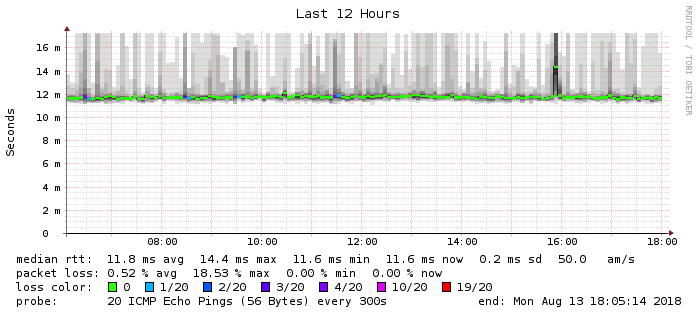 Last 12 Hours
RRDTOOL / TOBI OETIKER
Seconds
16 m
14 m
12 m
10 m
8 m
6 m
4 m
2 m
0
08:00 10:00 12:00 14:00 16:00 18:00
median rtt: 11.8 ms avg 14.4 ms max 11.6 ms min 11.6 ms now 0.2 ms sd 50.0 am/s
packet loss: 0.52 % avg 18.53 % max 0.00 % min 0.00 % now
loss color: 0 1/20 2/20 3/20 4/20 10/20 19/20
probe: 20 ICMP Echo Pings (56 Bytes) every 300s end: Mon Aug 13 18:05:14 2018